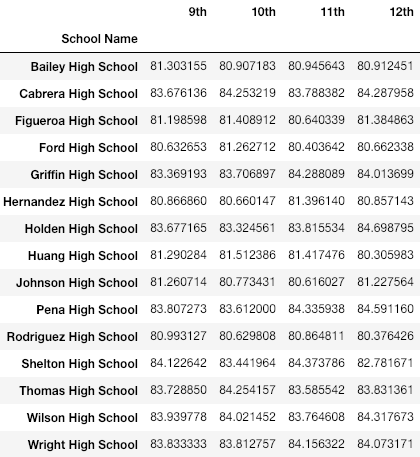 9th 10th 11th 12th
School Name
Bailey High School 81.303155 80.907183 80.945643 80.912451
Cabrera High School 83.676136 84.253219 83.788382 84.287958
Figueroa High School 81.198598 81.408912 80.640339 81.384863
Ford High School 80.632653 81.262712 80.403642 80.662338
Griffin High School 83.369193 83.706897 84.288089 84.013699
Hernandez High School 80.866860 80.660147 81.396140 80.857143
Holden High School 83.677165 83.324561 83.815534 84.698795
Huang High School 81.290284 81.512386 81.417476 80.305983
Johnson High School 81.260714 80.773431 80.616027 81.227564
Pena High School 83.807273 83.612000 84.335938 84.591160
Rodriguez High School 80.993127 80.629808 80.864811 80.376426
Shelton High School 84.122642 83.441964 84.373786 82.781671
Thomas High School 83.728850 84.254157 83.585542 83.831361
Wilson High School 83.939778 84.021452 83.764608 84.317673
Wright High School 83.833333 83.812757 84.156322 84.073171